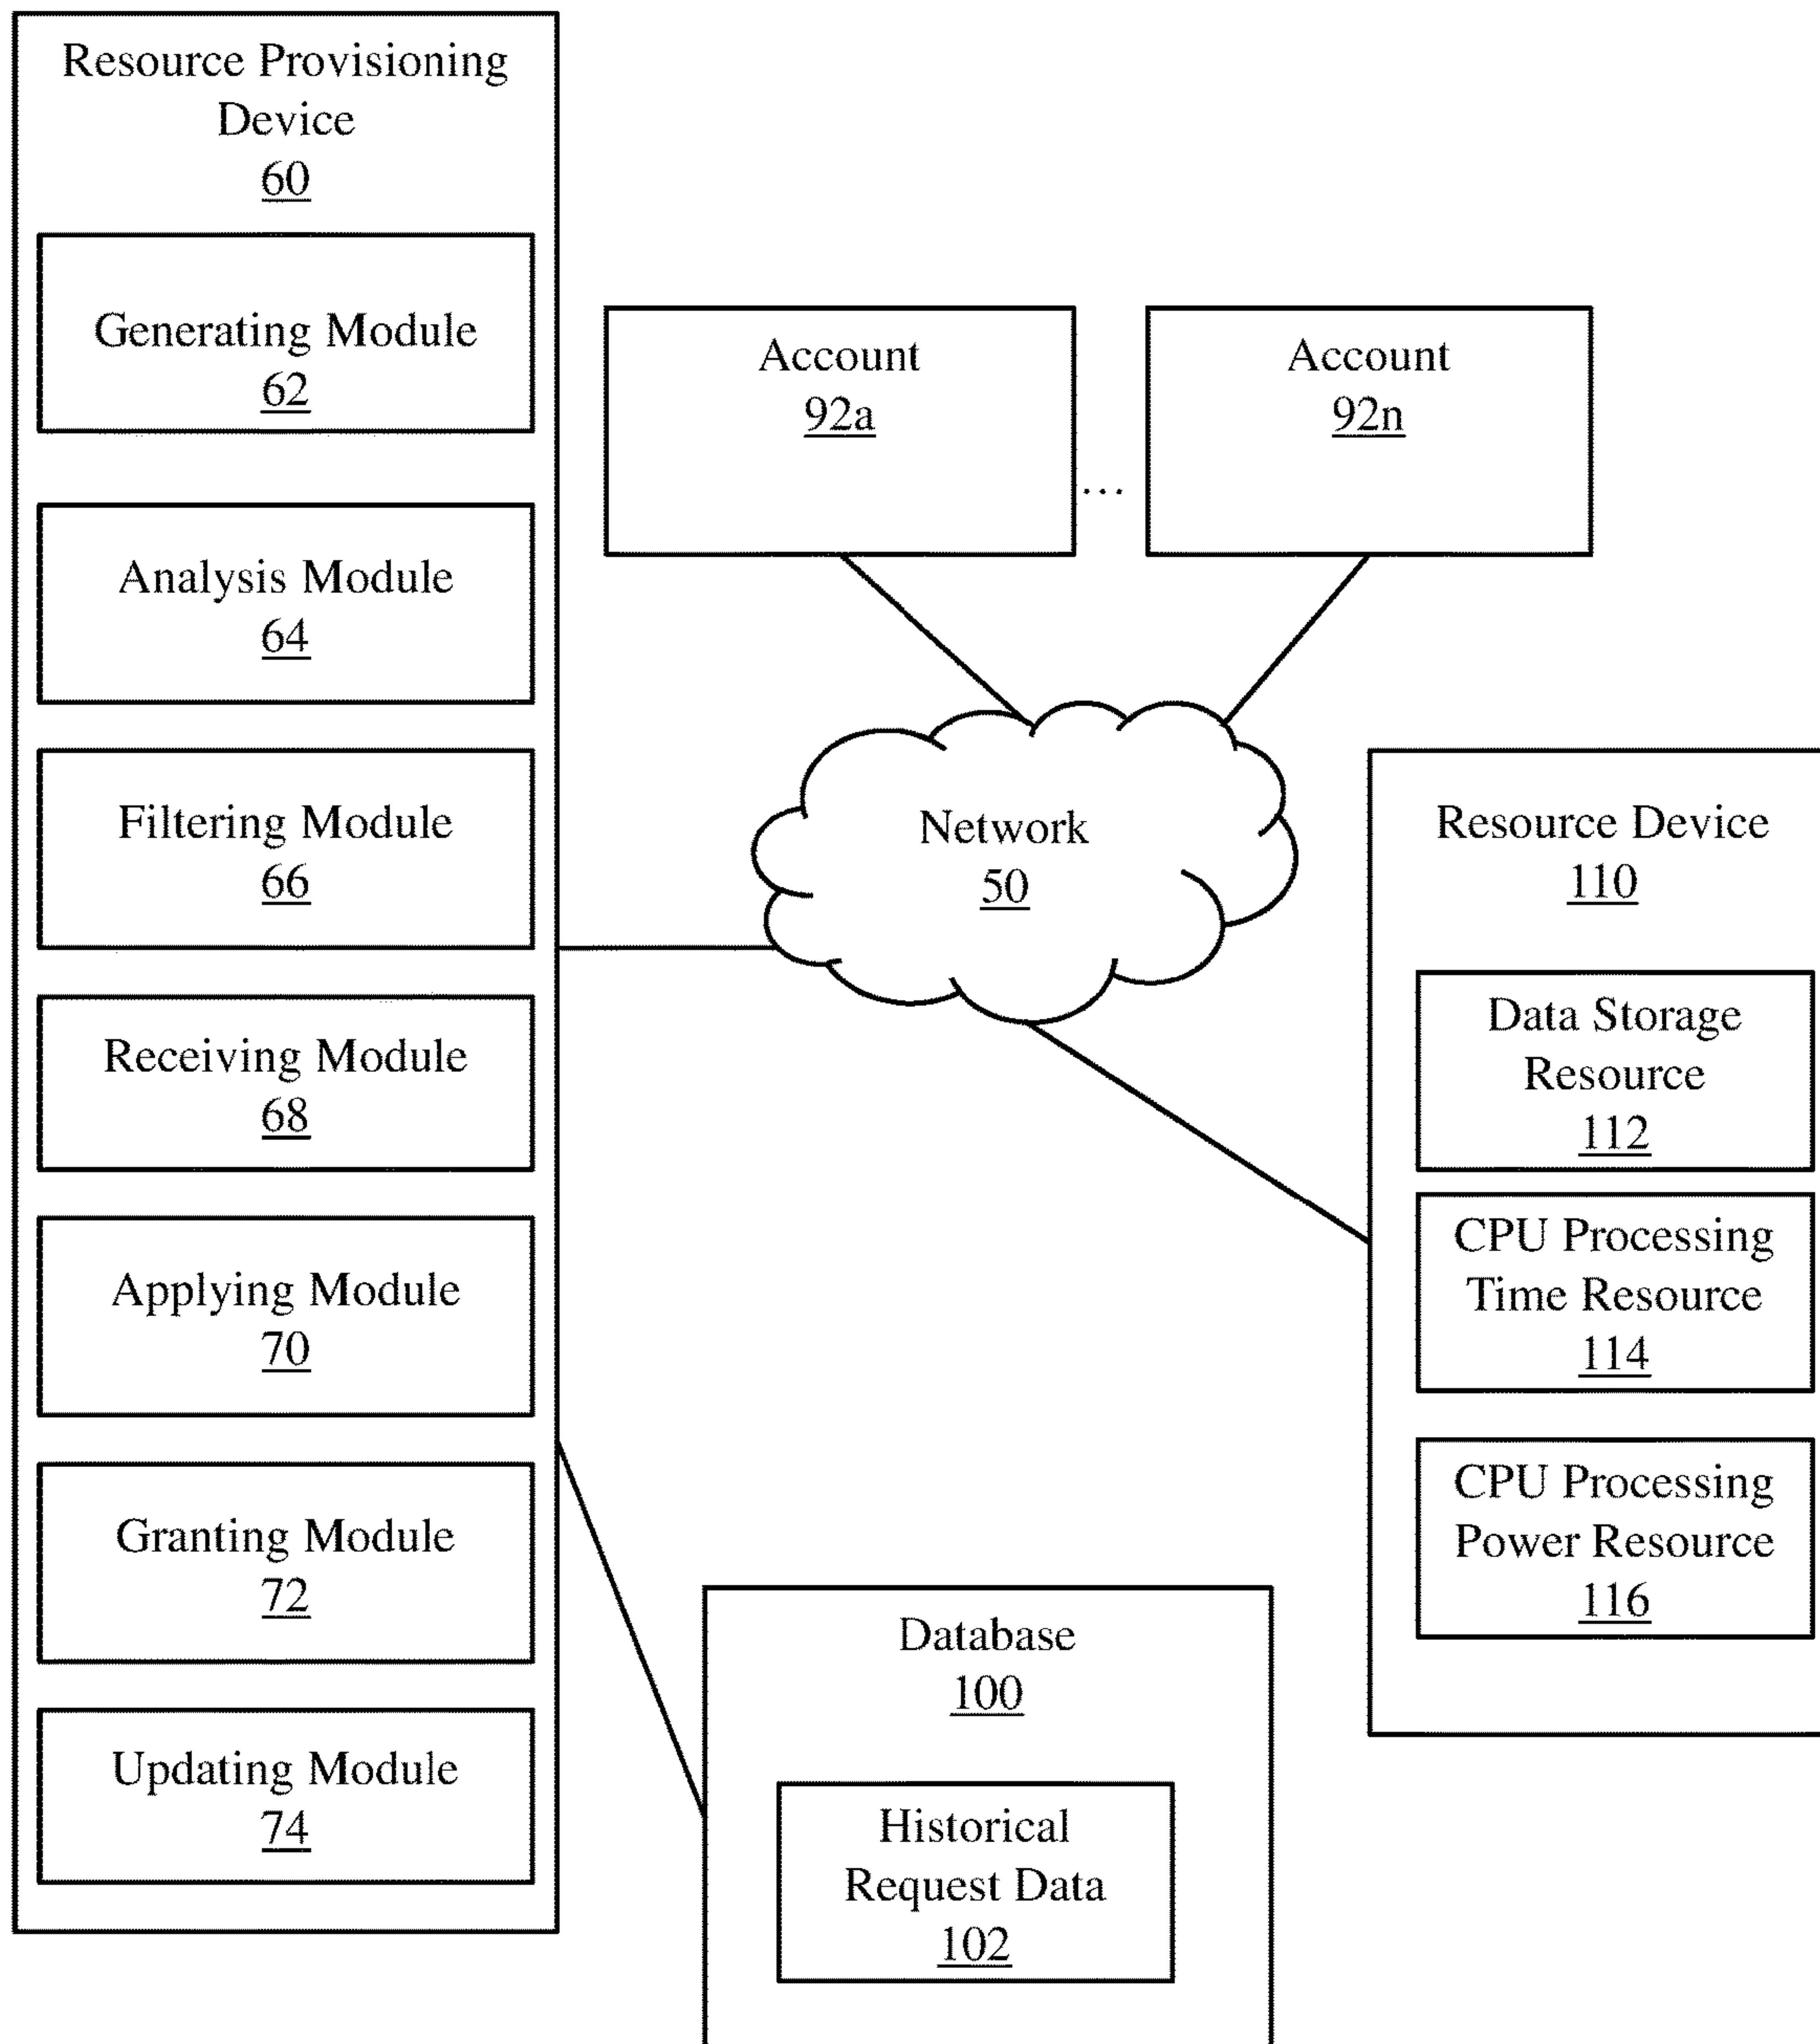 Resource Provisioning
Device
60
Generating Module
62
Analysis Module
64
Filtering Module
66
Receiving Module
68
Applying Module
70
Granting Module
72
Updating Module
74
Account
92a
...
Account
92n
Network
50
Resource Device
110
Data Storage
Resource
112
CPU Processing
Time Resource
114
CPU Processing
Power Resource
116
Database
100
Historical
Request Data
102